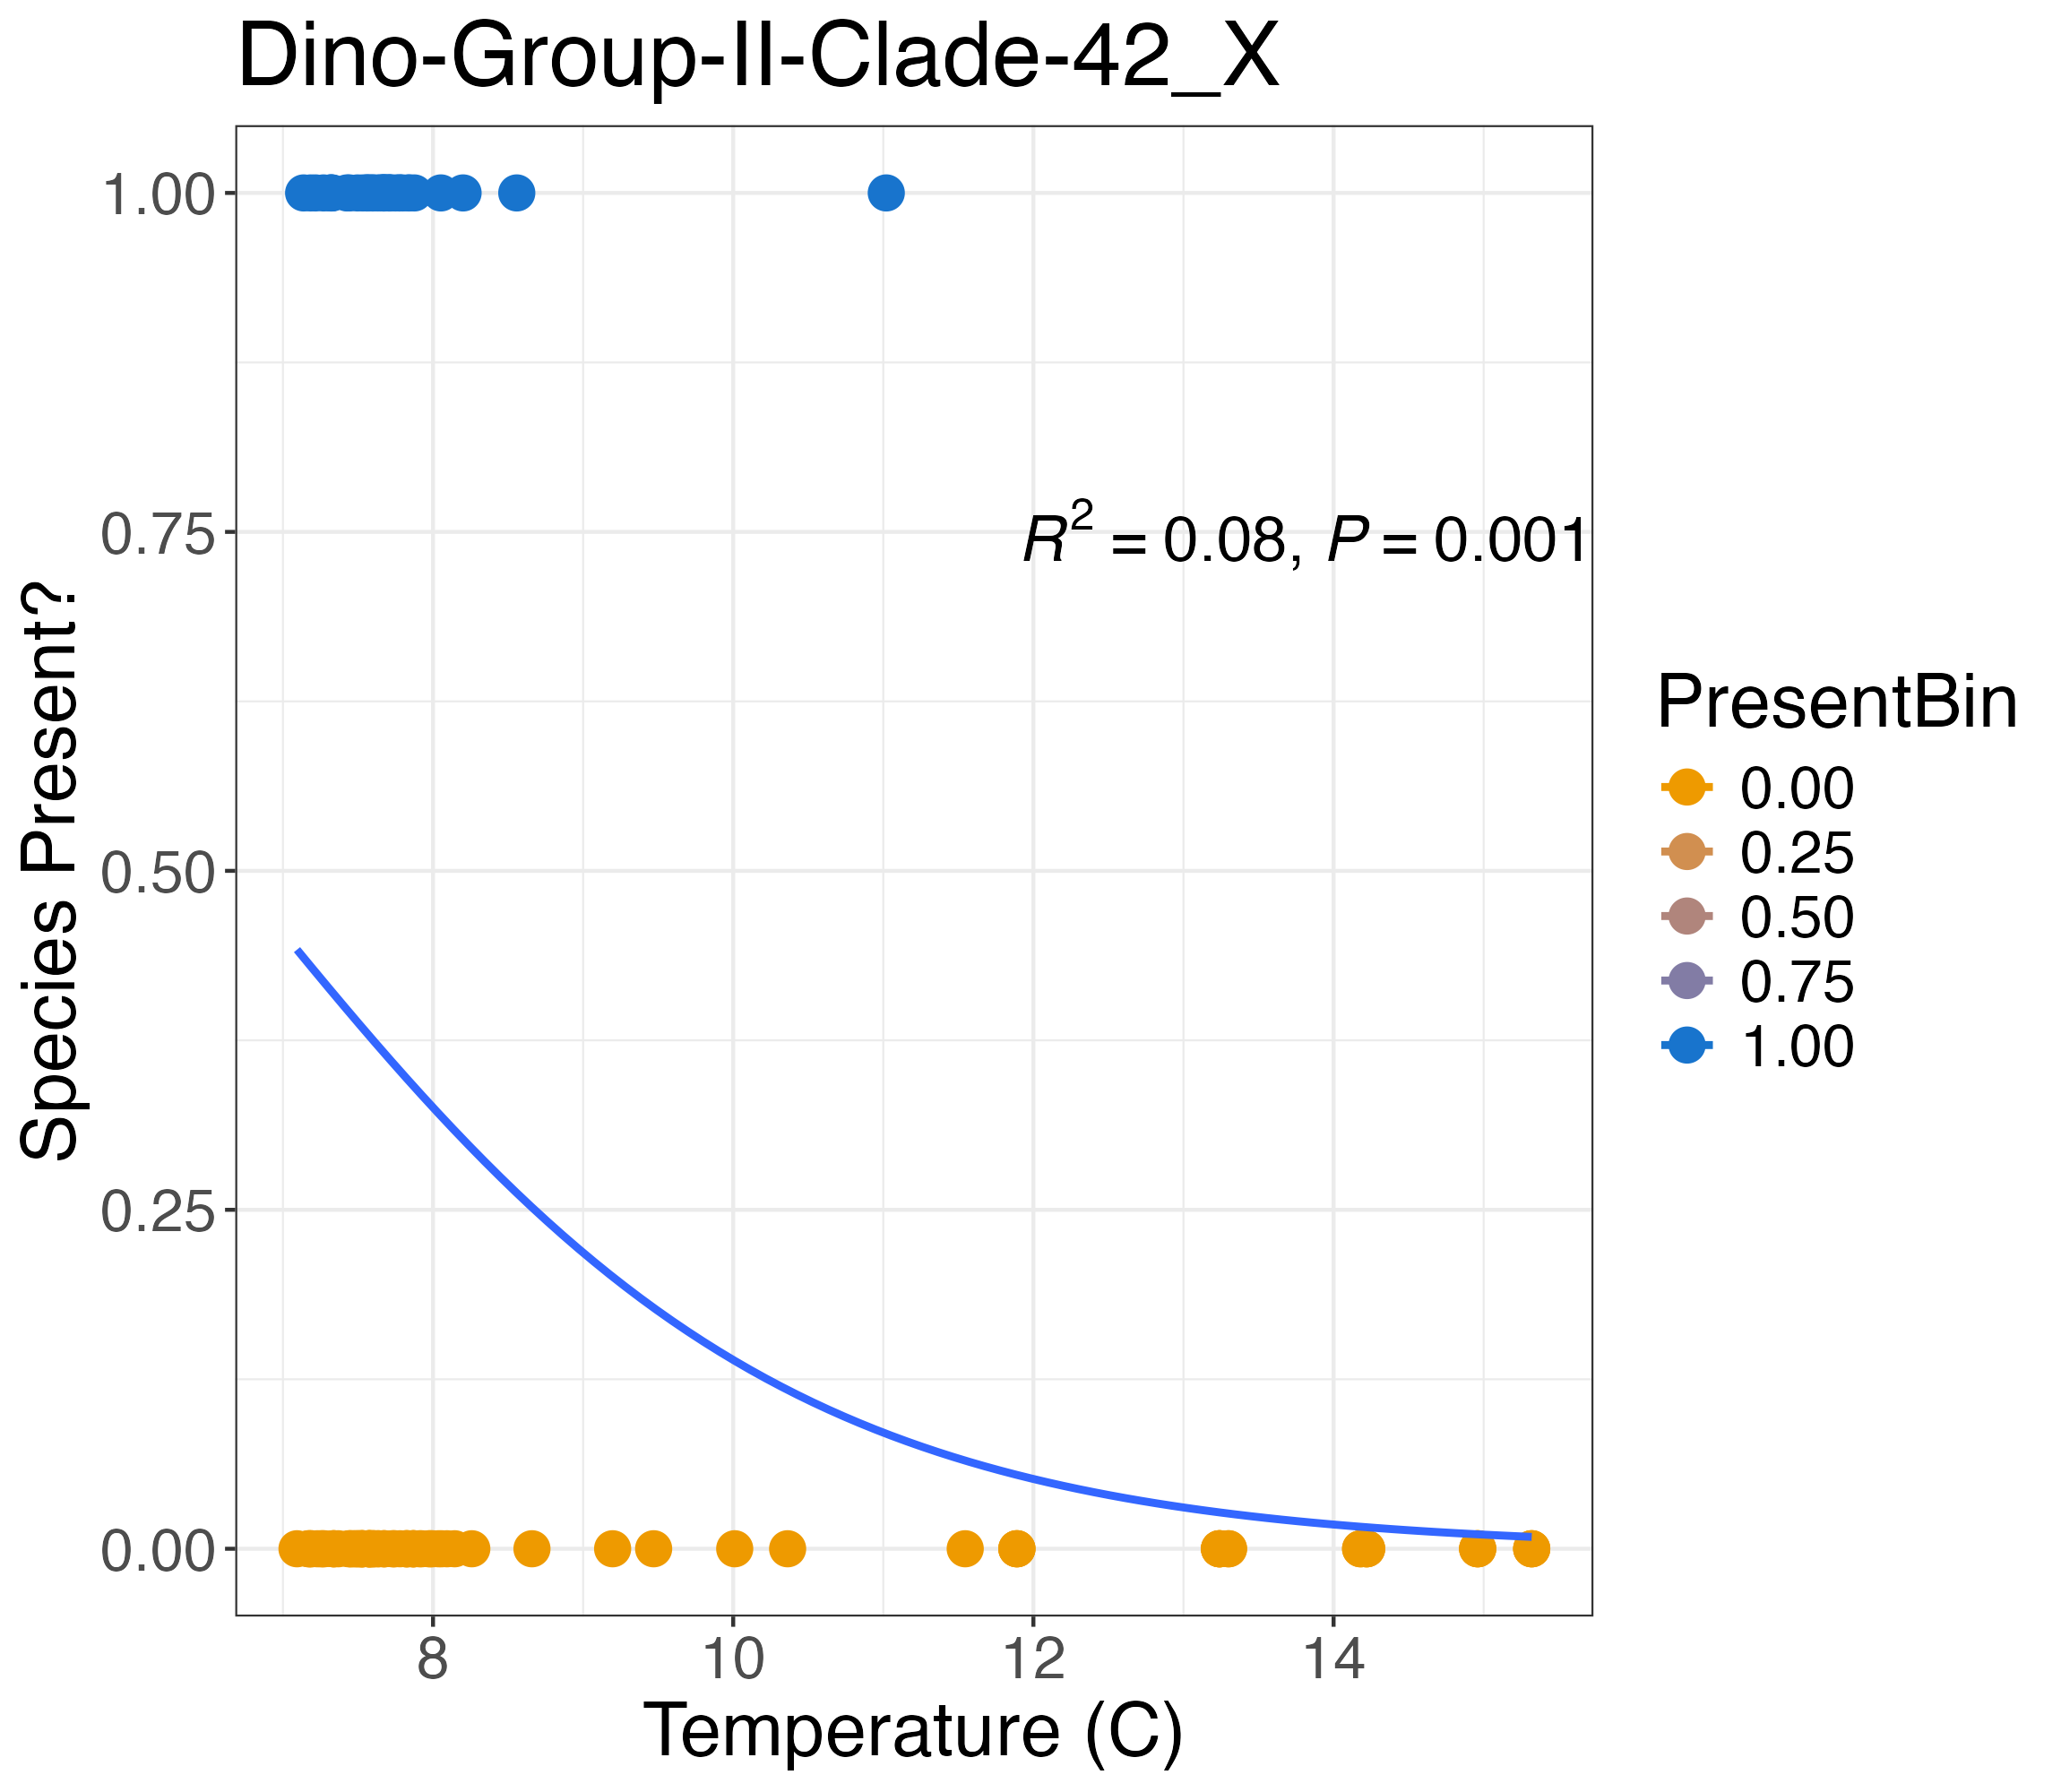 Dino-Group-II-Clade-42_X
1.00
0.75
0.50
0.25
0.00
Species Present?
R² = 0.08, P = 0.001
8 10 12 14
Temperature (C)
PresentBin
0.00
0.25
0.50
0.75
1.00